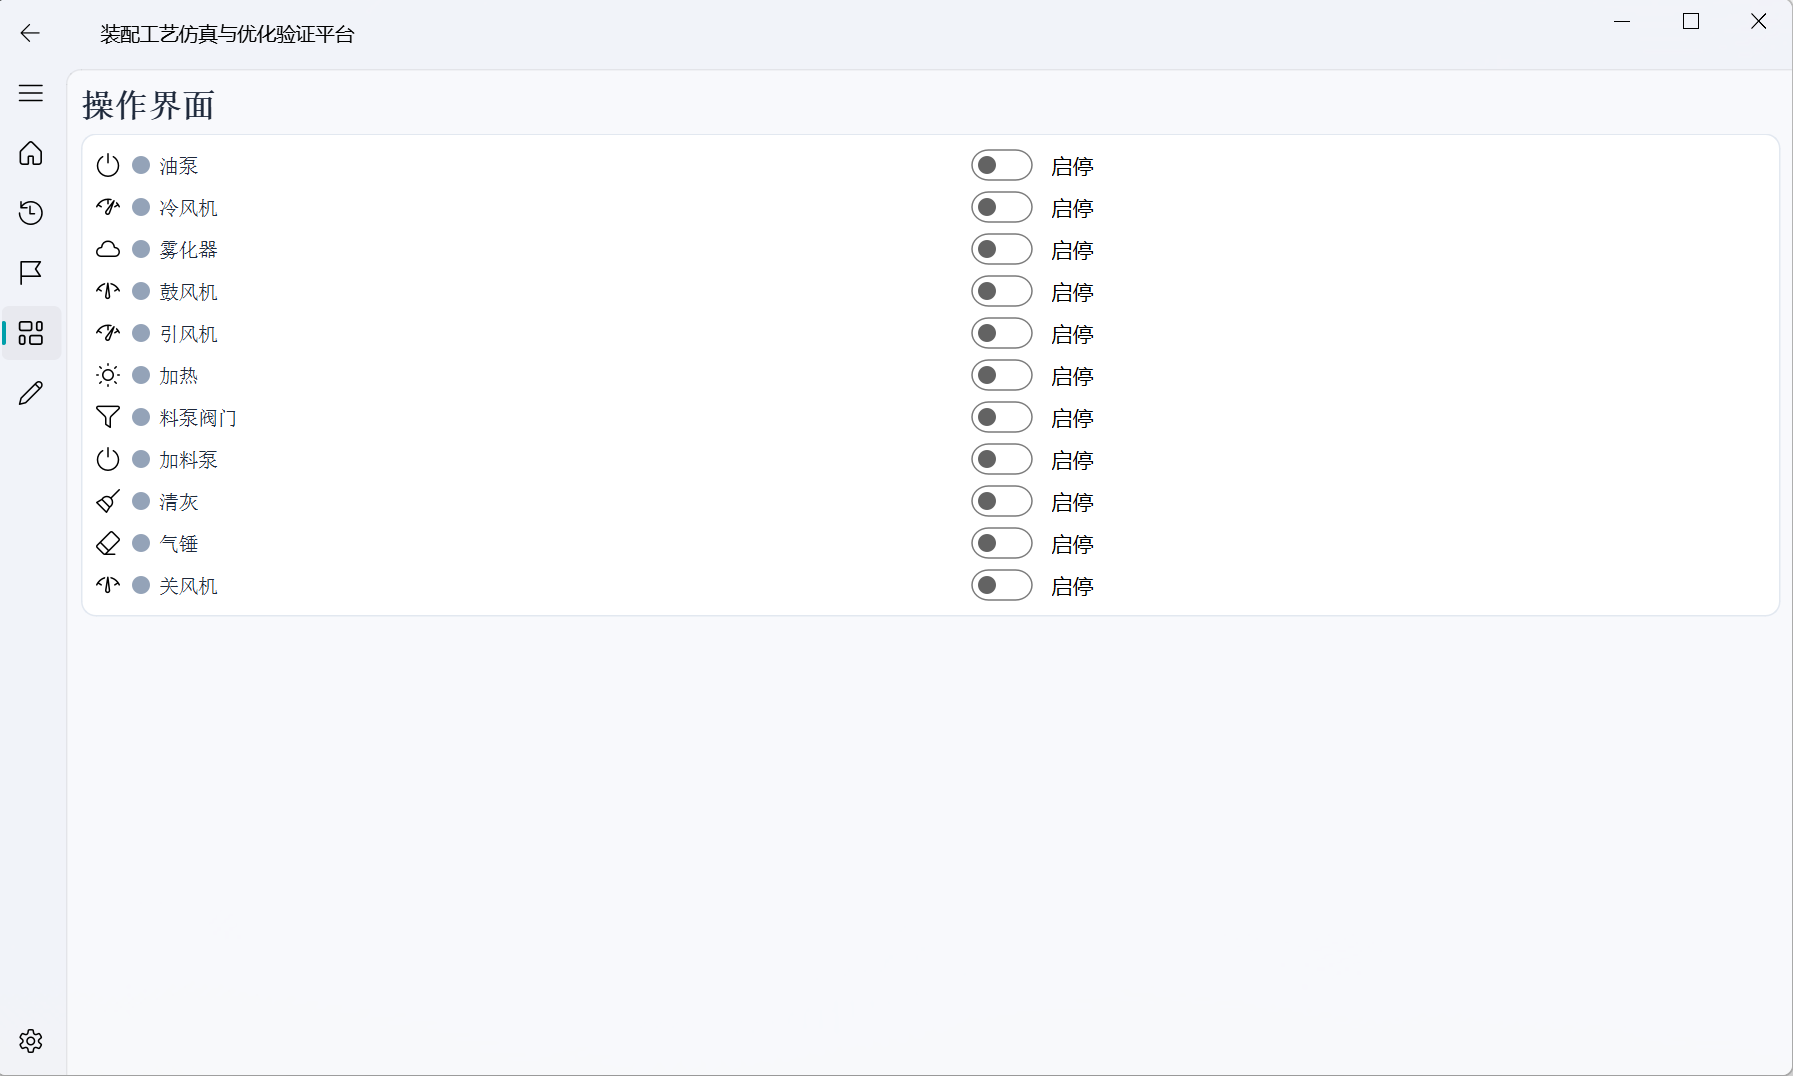 装配工艺仿真与优化验证平台
操作界面
油泵 启停
冷风机 启停
雾化器 启停
鼓风机 启停
引风机 启停
加热 启停
料泵阀门 启停
加料泵 启停
清灰 启停
气锤 启停
关风机 启停